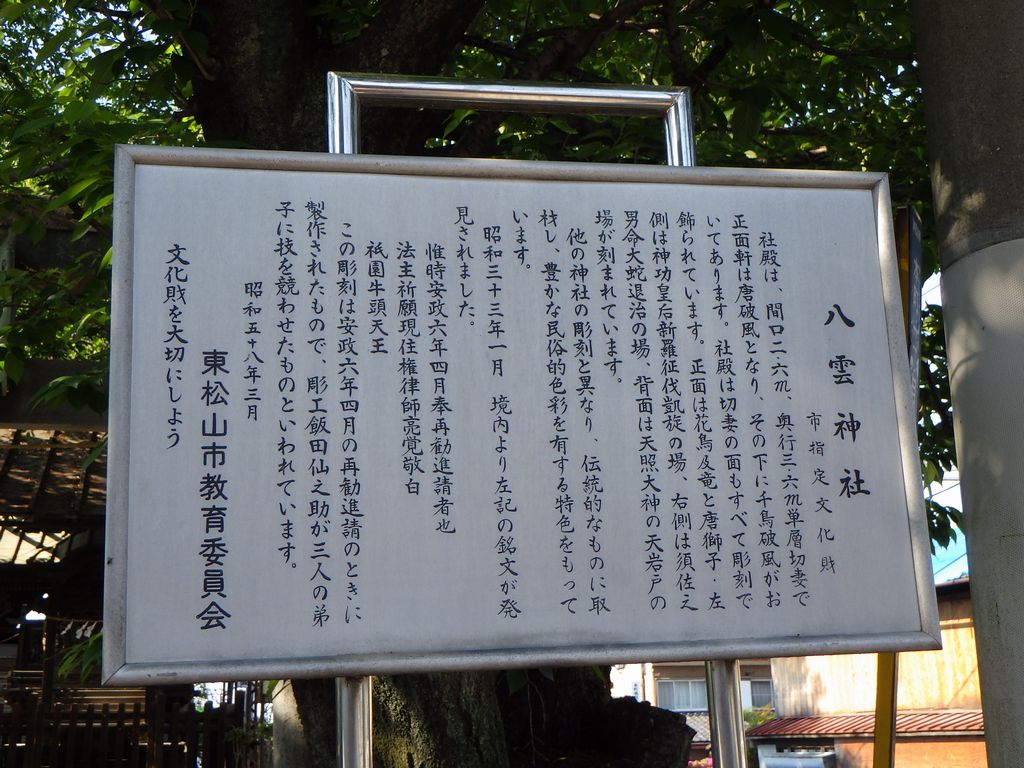 八雲神社
市指定文化財
社殿は、間口二・六m、奥行三・六m単層切妻で
正面軒は唐破風となり、その下に千鳥破風がお
いてあります。社殿は切妻の面もすべて彫刻で
飾られています。正面は花鳥及竜と唐獅子・左
側は神功皇后新羅征伐凱旋の場、右側は須佐之
男命大蛇退治の場、背面は天照大神の天岩戸の
場が刻まれています。
他の神社の彫刻と異なり、伝統的なものに取
材し、豊かな民俗的色彩を有する特色をもって
います。
昭和三十三年一月　境内より左記の銘文が発
見されました。
惟時安政六年四月奉再勧進請者也
法主祈願現住権律師亮覚敬白
祇園牛頭天王
この彫刻は安政六年四月の再勧進請のときに
製作されたもので、彫工飯田仙之助が三人の弟
子に技を競わせたものといわれています。
昭和五十八年三月
東松山市教育委員会
文化財を大切にしよう